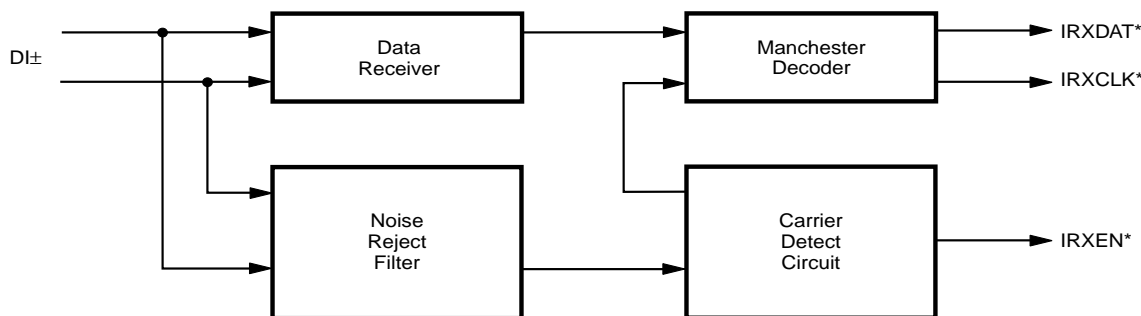 DI±
Data
Receiver
Manchester
Decoder
IRXDAT*
IRXCLK*
Noise
Reject
Filter
Carrier
Detect
Circuit
IRXEN*